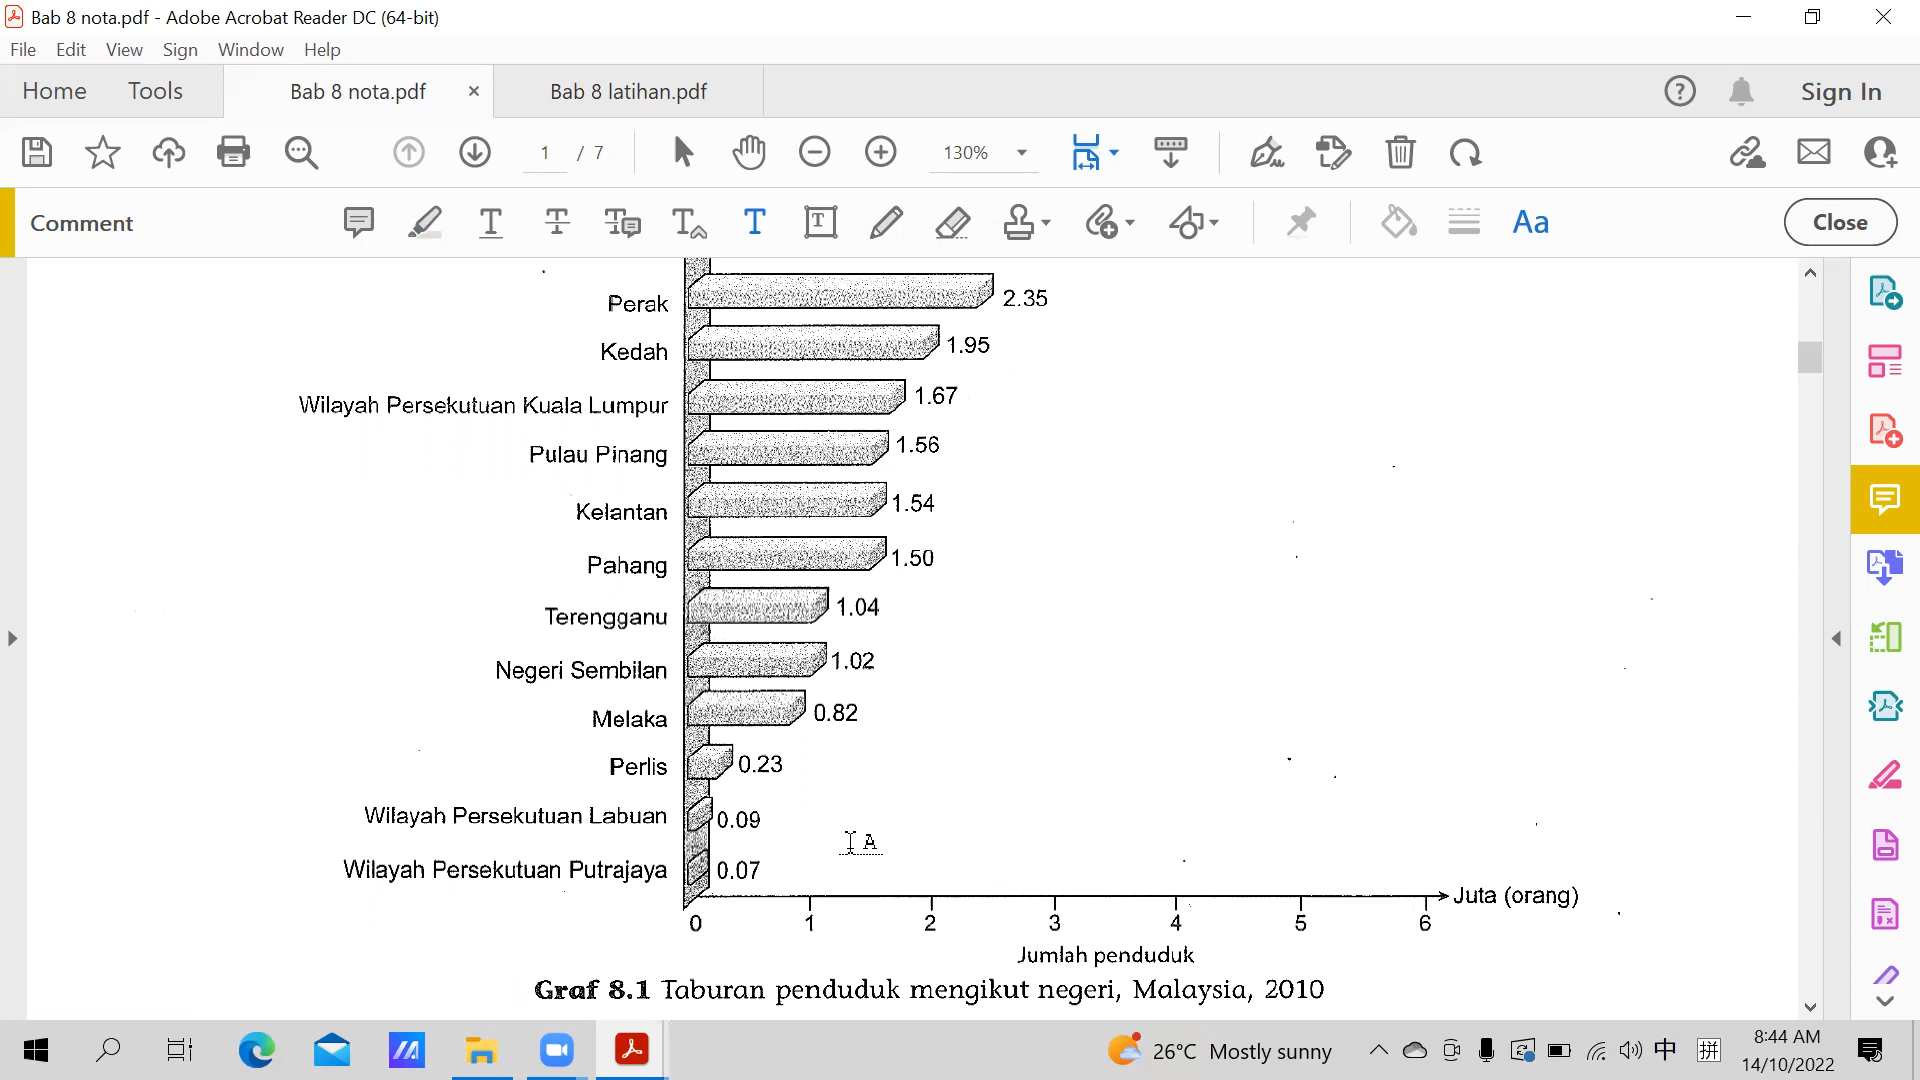 Bab 8 nota.pdf - Adobe Acrobat Reader DC (64-bit)
File Edit View Sign Window Help
Home Tools Bab 8 nota.pdf × Bab 8 latihan.pdf Sign In
1 / 7 130%
Comment Aa Close
Perak 2.35
Kedah 1.95
Wilayah Persekutuan Kuala Lumpur 1.67
Pulau Pinang 1.56
Kelantan 1.54
Pahang 1.50
Terengganu 1.04
Negeri Sembilan 1.02
Melaka 0.82
Perlis 0.23
Wilayah Persekutuan Labuan 0.09
A
Wilayah Persekutuan Putrajaya 0.07
Juta (orang)
0 1 2 3 4 5 6
Jumlah penduduk
Graf 8.1 Taburan penduduk mengikut negeri, Malaysia, 2010
26°C Mostly sunny 中 拼 8:44 AM
14/10/2022